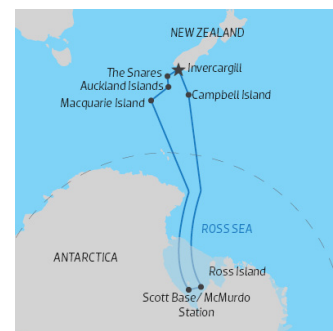 NEW ZEALAND
The Snares
Invercargill
Auckland Islands
Macquarie Island
Campbell Island
ROSS SEA
ANTARCTICA
Ross Island
Scott Base/ McMurdo
Station